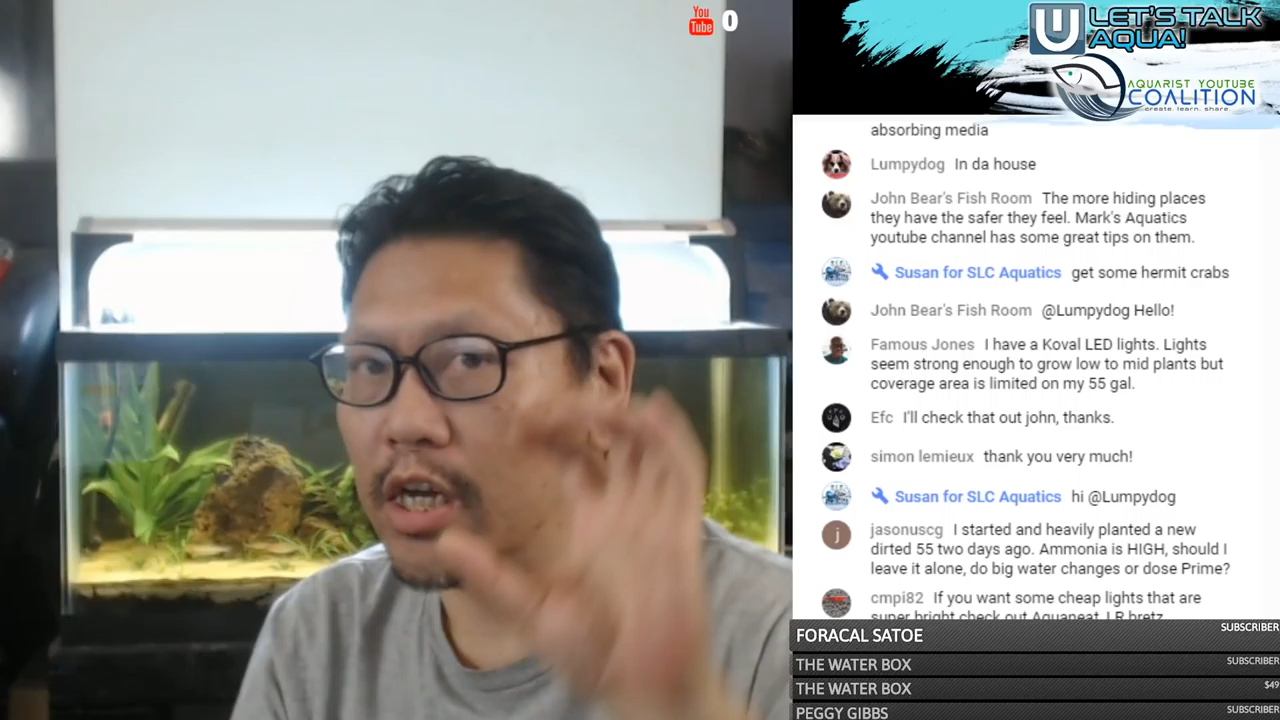 You
Tube 0
LET'S TALK
AQUA!
AQUARIST YOUTUBE
COALITION
create. learn. share.
absorbing media
Lumpydog In da house
John Bear's Fish Room The more hiding places
they have the safer they feel. Mark's Aquatics
youtube channel has some great tips on them.
Susan for SLC Aquatics get some hermit crabs
John Bear's Fish Room @Lumpydog Hello!
Famous Jones I have a Koval LED lights. Lights
seem strong enough to grow low to mid plants but
coverage area is limited on my 55 gal.
Efc I'll check that out john, thanks.
simon lemieux thank you very much!
Susan for SLC Aquatics hi @Lumpydog
j jasonuscg I started and heavily planted a new
dirted 55 two days ago. Ammonia is HIGH, should I
leave it alone, do big water changes or dose Prime?
cmpi82 If you want some cheap lights that are
super bright check out Aquaneat. LR bretz
FORACAL SATOE SUBSCRIBER
THE WATER BOX SUBSCRIBER
THE WATER BOX $49
PEGGY GIBBS SUBSCRIBER